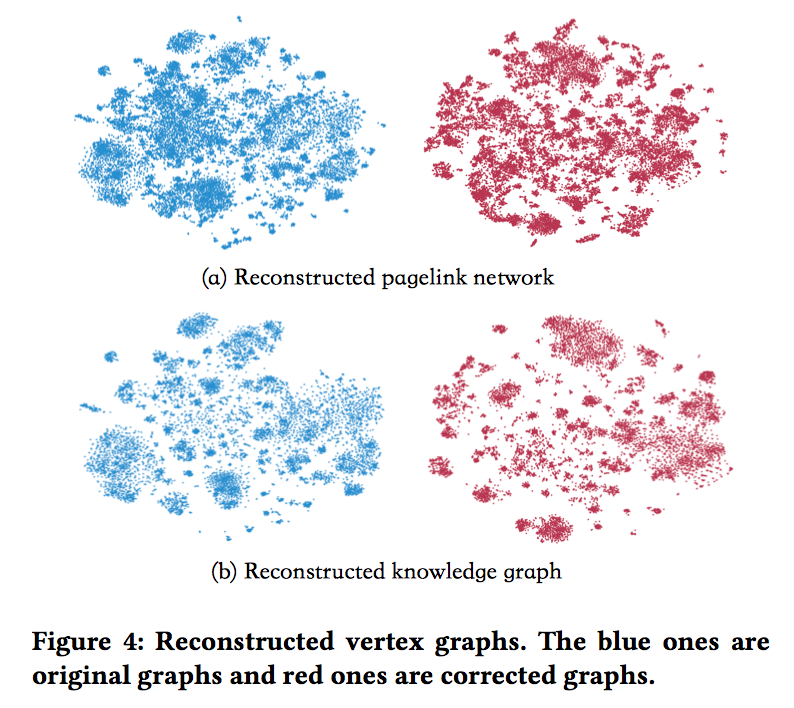 (a) Reconstructed pagelink network
(b) Reconstructed knowledge graph
Figure 4: Reconstructed vertex graphs. The blue ones are
original graphs and red ones are corrected graphs.